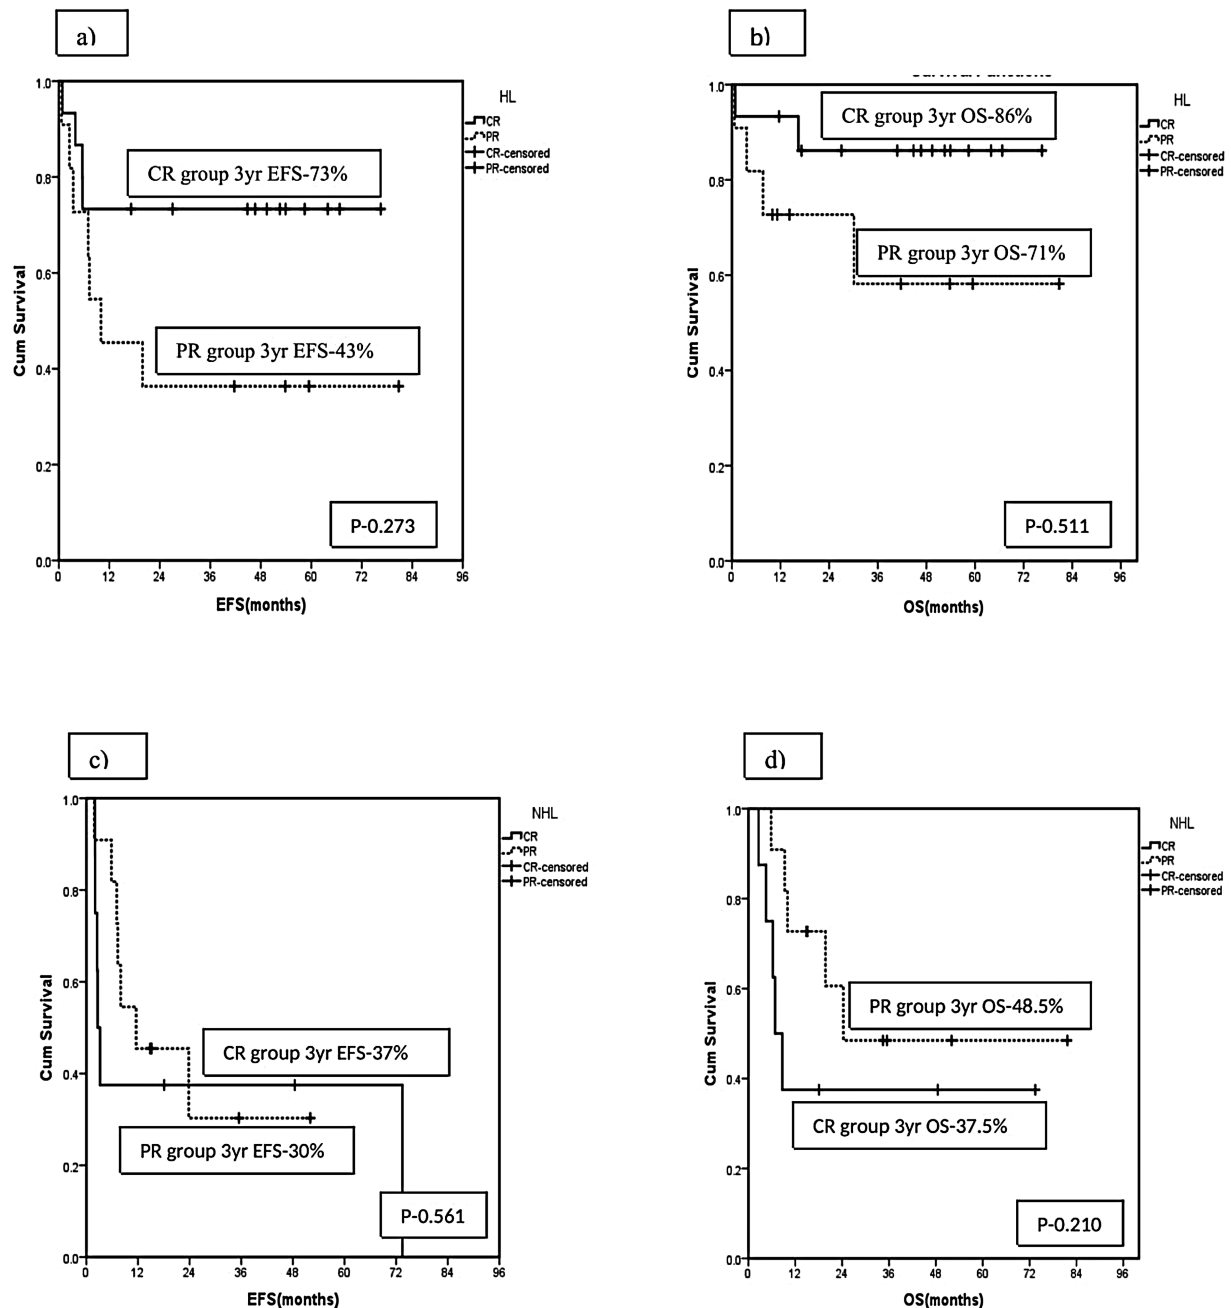 a)
HL
CR
PR
CR-censored
PR-censored
1.0
0.8
0.6
0.4
0.2
0.0
Cum Survival
CR group 3yr EFS-73%
PR group 3yr EFS-43%
P-0.273
0 12 24 36 48 60 72 84 96
EFS(months)
b)
HL
CR
PR
CR-censored
PR-censored
1.0
0.8
0.6
0.4
0.2
0.0
Cum Survival
CR group 3yr OS-86%
PR group 3yr OS-71%
P-0.511
0 12 24 36 48 60 72 84 96
OS(months)
c)
NHL
CR
PR
CR-censored
PR-censored
1.0
0.8
0.6
0.4
0.2
0.0
Cum Survival
CR group 3yr EFS-37%
PR group 3yr EFS-30%
P-0.561
0 12 24 36 48 60 72 84 96
EFS(months)
d)
NHL
CR
PR
CR-censored
PR-censored
1.0
0.8
0.6
0.4
0.2
0.0
Cum Survival
PR group 3yr OS-48.5%
CR group 3yr OS-37.5%
P-0.210
0 12 24 36 48 60 72 84 96
OS(months)